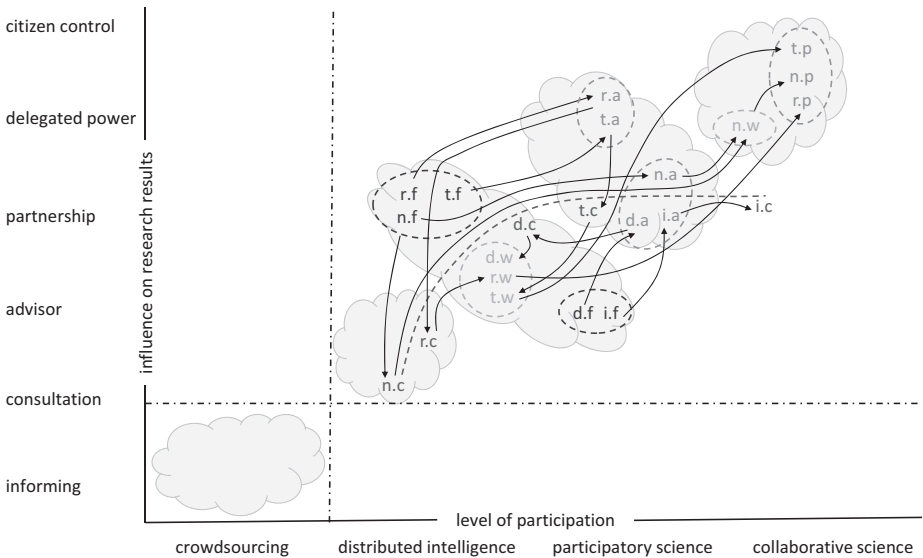 citizen control
t.p
n.p
r.a
r.p
delegated power
t.a
n.w
n.a
r.f t.f
partnership
n.f
t.c
i.c
d.c
d.a i.a
d.w
r.w
t.w
advisor
d.f i.f
influence on research results
r.c
n.c
consultation
informing
level of participation
crowdsourcing
distributed intelligence
participatory science
collaborative science